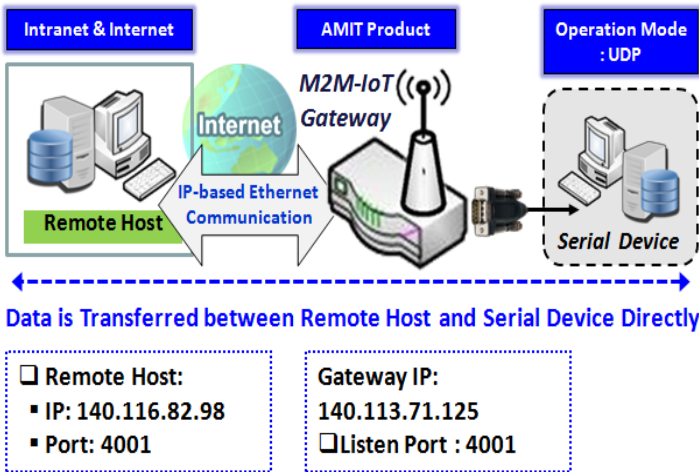 Intranet & Internet
AMIT Product
Operation Mode
: UDP
M2M-IoT
Gateway
Internet
IP-based Ethernet
Communication
Remote Host
Serial Device
Data is Transferred between Remote Host and Serial Device Directly
❑ Remote Host:
▪ IP: 140.116.82.98
▪ Port: 4001
Gateway IP:
140.113.71.125
❑Listen Port : 4001